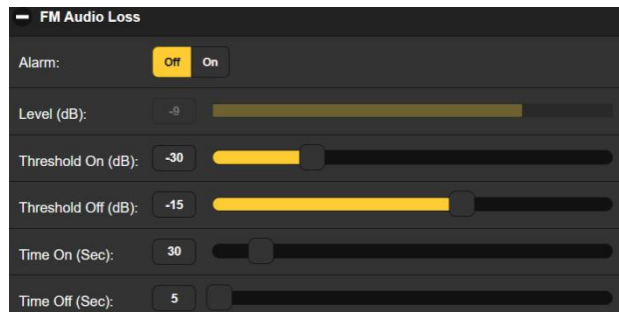 FM Audio Loss
Alarm: Off On
Level (dB): -9
Threshold On (dB): -30
Threshold Off (dB): -15
Time On (Sec): 30
Time Off (Sec): 5